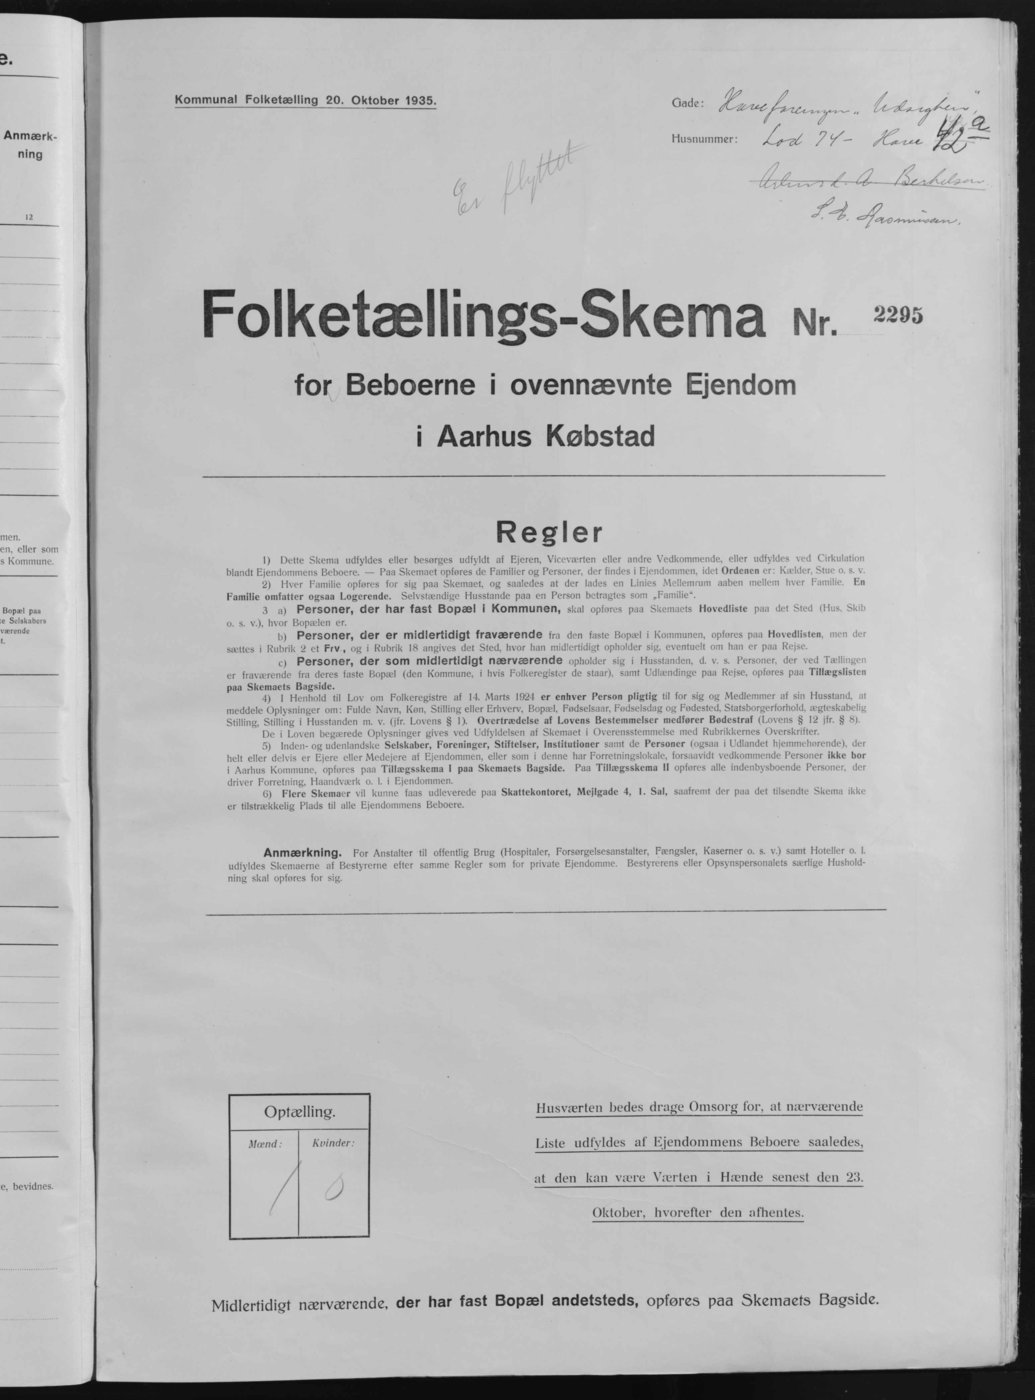 e.
Anmærk-
ning
12
men.
en, eller som
s Kommune.
Bopæl paa
e Selskabers
værende
t.
e, bevidnes.
Kommunal Folketælling 20. Oktober 1935.
Gade: Haveforeningen „Udsigten“,
Husnummer: Lod 74 - Have 42 a
A. Berthelsen
S. E. Rasmussen.
Er flyttet
Folketællings-Skema Nr. 2295
for Beboerne i ovennævnte Ejendom
i Aarhus Købstad
Regler
1) Dette Skema udfyldes eller besørges udfyldt af Ejeren, Viceværten eller andre Vedkommende, eller udfyldes ved Cirkulation
blandt Ejendommens Beboere. — Paa Skemaet opføres de Familier og Personer, der findes i Ejendommen, idet Ordenen er: Kælder, Stue o. s. v.
2) Hver Familie opføres for sig paa Skemaet, og saaledes at der lades en Linies Mellemrum aaben mellem hver Familie. En
Familie omfatter ogsaa Logerende. Selvstændige Husstande paa en Person betragtes som „Familie“.
3 a) Personer, der har fast Bopæl i Kommunen, skal opføres paa Skemaets Hovedliste paa det Sted (Hus, Skib
o. s. v.), hvor Bopælen er.
b) Personer, der er midlertidigt fraværende fra den faste Bopæl i Kommunen, opføres paa Hovedlisten, men der
sættes i Rubrik 2 et Frv., og i Rubrik 18 angives det Sted, hvor han midlertidigt opholder sig, eventuelt om han er paa Rejse.
c) Personer, der som midlertidigt nærværende opholder sig i Husstanden, d. v. s. Personer, der ved Tællingen
er fraværende fra deres faste Bopæl (den Kommune, i hvis Folkeregister de staar), samt Udlændinge paa Rejse, opføres paa Tillægslisten
paa Skemaets Bagside.
4) I Henhold til Lov om Folkeregistre af 14. Marts 1924 er enhver Person pligtig til for sig og Medlemmer af sin Husstand, at
meddele Oplysninger om: Fulde Navn, Køn, Stilling eller Erhverv, Bopæl, Fødselsaar, Fødselsdag og Fødested, Statsborgerforhold, ægteskabelig
Stilling, Stilling i Husstanden m. v. (jfr. Lovens § 1). Overtrædelse af Lovens Bestemmelser medfører Bødestraf (Lovens § 12 jfr. § 8).
De i Loven begærede Oplysninger gives ved Udfyldelsen af Skemaet i Overensstemmelse med Rubrikkernes Overskrifter.
5) Inden- og udenlandske Selskaber, Foreninger, Stiftelser, Institutioner samt de Personer (ogsaa i Udlandet hjemmehørende), der
helt eller delvis er Ejere eller Medejere af Ejendommen, eller som i denne har Forretningslokale, forsaavidt vedkommende Personer ikke bor
i Aarhus Kommune, opføres paa Tillægsskema I paa Skemaets Bagside. Paa Tillægsskema II opføres alle indenbysboende Personer, der
driver Forretning, Haandværk o. l. i Ejendommen.
6) Flere Skemaer vil kunne faas udleverede paa Skattekontoret, Mejlgade 4, 1. Sal, saafremt der paa det tilsendte Skema ikke
er tilstrækkelig Plads til alle Ejendommens Beboere.
Anmærkning. For Anstalter til offentlig Brug (Hospitaler, Forsørgelsesanstalter, Fængsler, Kaserner o. s. v.) samt Hoteller o. l.
udfyldes Skemaerne af Bestyrerne efter samme Regler som for private Ejendomme. Bestyrerens eller Opsynspersonalets særlige Hushold-
ning skal opføres for sig.
Optælling.
Mænd: Kvinder:
1 0
Husværten bedes drage Omsorg for, at nærværende
Liste udfyldes af Ejendommens Beboere saaledes,
at den kan være Værten i Hænde senest den 23.
Oktober, hvorefter den afhentes.
Midlertidigt nærværende, der har fast Bopæl andetsteds, opføres paa Skemaets Bagside.